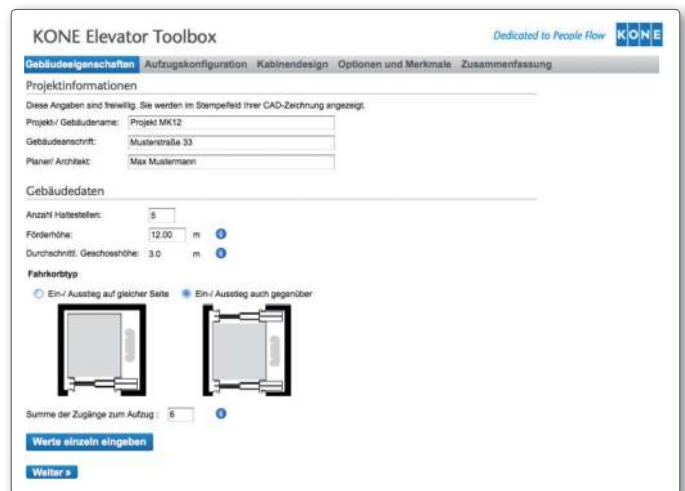 KONE Elevator Toolbox
Dedicated to People Flow
KONE
Gebäudeeigenschaften Aufzugskonfiguration Kabinendesign Optionen und Merkmale Zusammenfassung
Projektinformationen
Diese Angaben sind freiwillig. Sie werden im Stempelfeld Ihrer CAD-Zeichnung angezeigt.
Projekt-/ Gebäudename: Projekt MK12
Gebäudeanschrift: Musterstraße 33
Planer/ Architekt: Max Mustermann
Gebäudedaten
Anzahl Haltestellen: 5
Förderhöhe: 12.00 m i
Durchschnittl. Geschosshöhe: 3.0 m i
Fahrkorbtyp
Ein-/ Ausstieg auf gleicher Seite Ein-/ Ausstieg auch gegenüber
Summe der Zugänge zum Aufzug : 6 i
Werte einzeln eingeben
Weiter »